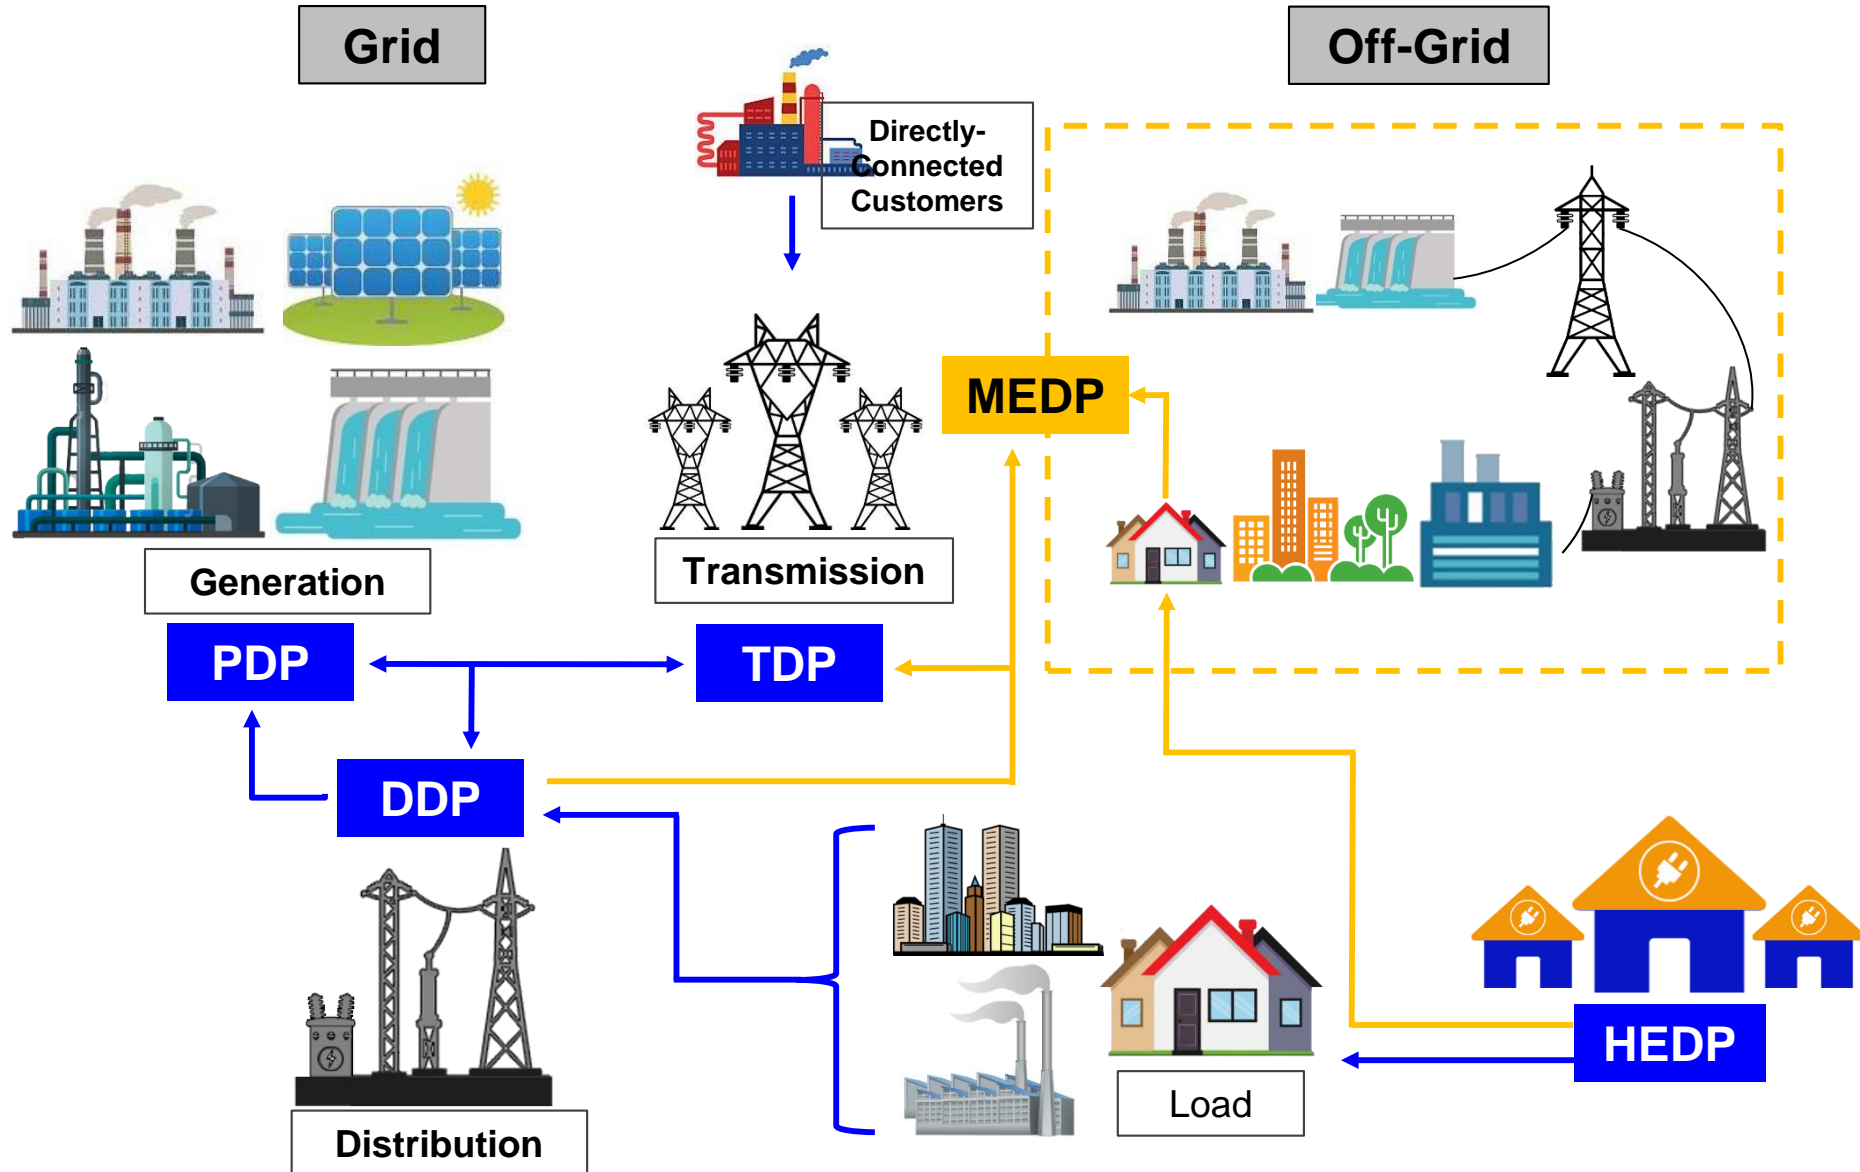 Grid
Off-Grid
Directly-
Connected
Customers
MEDP
Generation
Transmission
PDP
TDP
DDP
HEDP
Load
Distribution